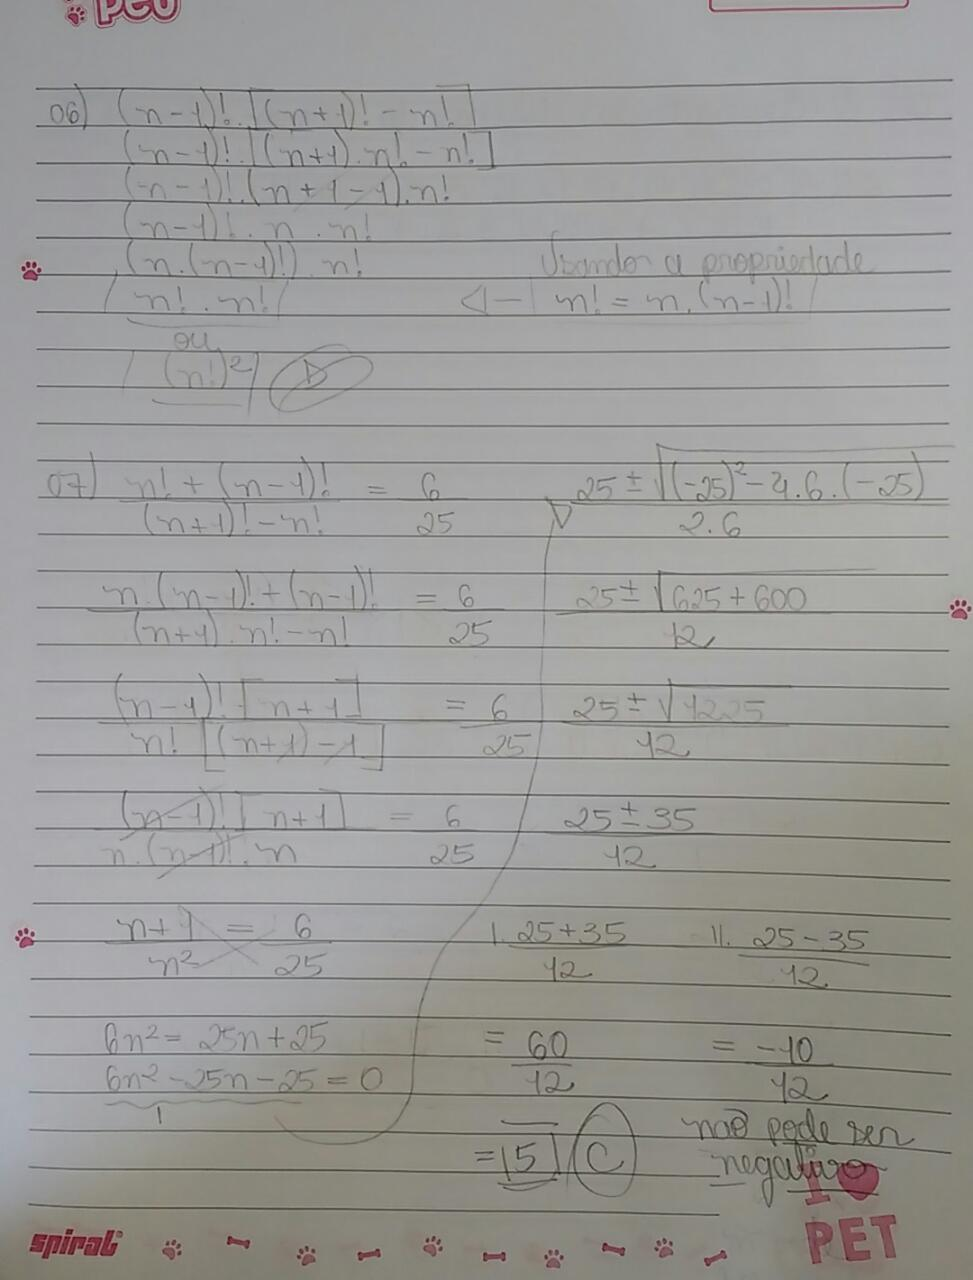 PET
06) (n-1)! . [(n+1)! - n!]
(n-1)! . [(n+1) . n! - n!]
(n-1)! . (n+1-1) . n!
(n-1)! . n . n!
(n.(n-1)!) . n! Usando a propriedade
n! . n! <- n! = n.(n-1)!
ou
(n!)² D
07) n! + (n-1)! / (n+1)! - n! = 6/25
n.(n-1)! + (n-1)! / (n+1) . n! - n! = 6/25
(n-1)! [n+1] / n! [(n+1)-1] = 6/25
(n-1)! [n+1] / n.(n-1)! . n = 6/25
n+1 / n² = 6/25
6n² = 25n + 25
6n² - 25n - 25 = 0
25 ± √(-25)² - 4.6.(-25) / 2.6
25 ± √625 + 600 / 12
25 ± √1225 / 12
25 ± 35 / 12
I. 25 + 35 / 12 II. 25 - 35 / 12
= 60/12 = -10/12
= 5 C não pode ser
negativo
I ♥
PET
spiral